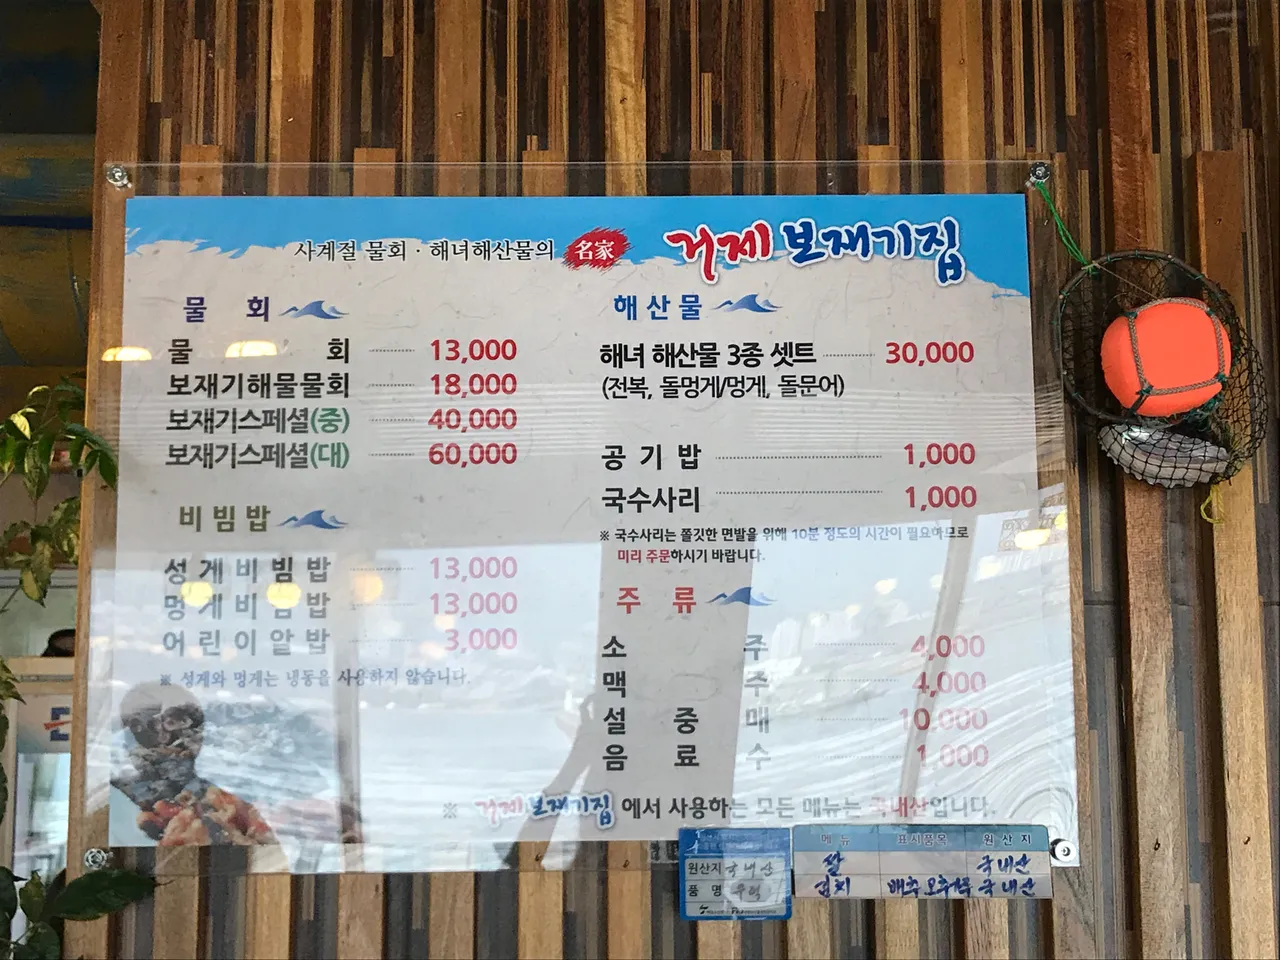 사계절 물회 · 해녀해산물의 名家 거제 보재기집
물 회
물 회 13,000
보재기해물물회 18,000
보재기스페셜(중) 40,000
보재기스페셜(대) 60,000
비빔밥
성게비빔밥 13,000
멍게비빔밥 13,000
어린이알밥 3,000
※ 성게와 멍게는 냉동을 사용하지 않습니다.
해산물
해녀 해산물 3종 셋트 30,000
(전복, 돌멍게/멍게, 돌문어)
공기밥 1,000
국수사리 1,000
※ 국수사리는 쫄깃한 면발을 위해 10분 정도의 시간이 필요하므로
미리 주문하시기 바랍니다.
주 류
소 주 4,000
맥 주 4,000
설 중 매 10,000
음 료 수 1,000
※ 거제 보재기집 에서 사용하는 모든 메뉴는 국내산입니다.
원산지 국내산
품 명 우럭
메뉴 표시품목 원산지
쌀 국내산
김치 배추 고추가루 국내산